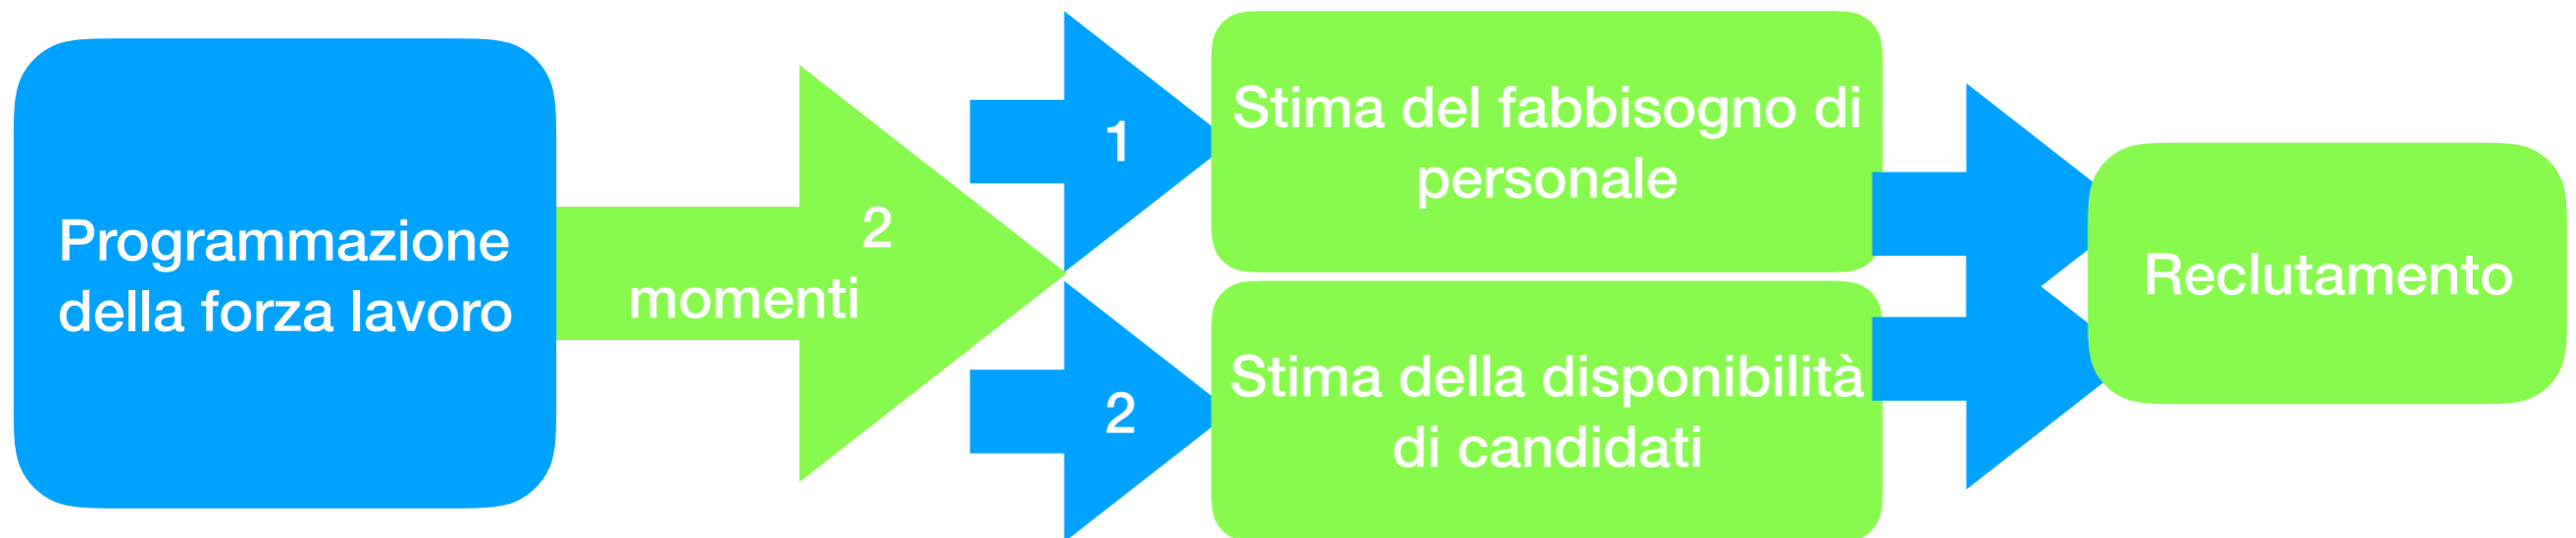 Programmazione
della forza lavoro
2
momenti
1
Stima del fabbisogno di
personale
2
Stima della disponibilità
di candidati
Reclutamento